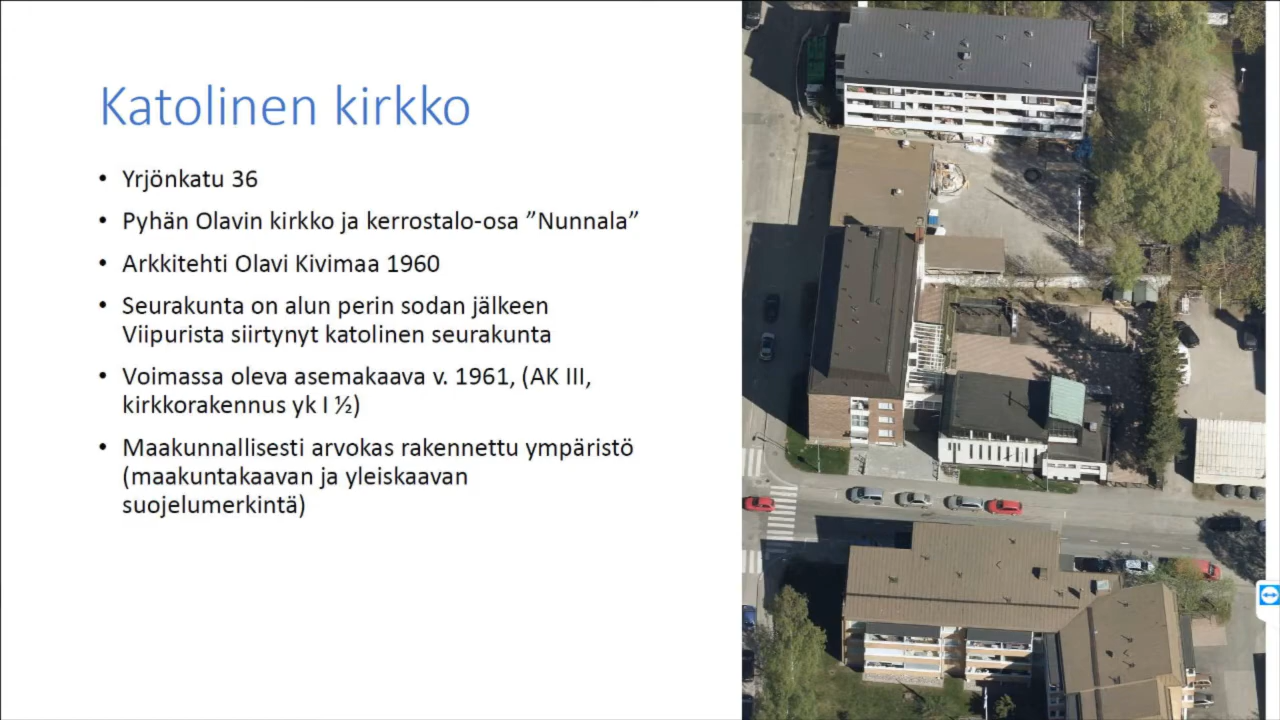 Katolinen kirkko
• Yrjönkatu 36
• Pyhän Olavin kirkko ja kerrostalo-osa ”Nunnala”
• Arkkitehti Olavi Kivimaa 1960
• Seurakunta on alun perin sodan jälkeen
Viipurista siirtynyt katolinen seurakunta
• Voimassa oleva asemakaava v. 1961, (AK III,
kirkkorakennus yk I ½)
• Maakunnallisesti arvokas rakennettu ympäristö
(maakuntakaavan ja yleiskaavan
suojelumerkintä)